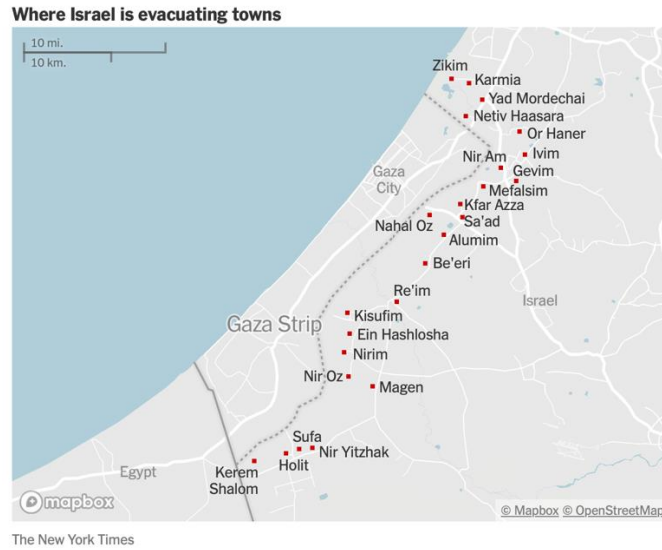 Where Israel is evacuating towns
10 mi.
10 km.
Zikim
Karmia
Yad Mordechai
Netiv Haasara
Or Haner
Ivim
Nir Am
Gevim
Mefalsim
Gaza
City
Kfar Azza
Sa'ad
Nahal Oz
Alumim
Be'eri
Re'im
Israel
Kisufim
Gaza Strip
Ein Hashlosha
Nirim
Nir Oz
Magen
Sufa
Nir Yitzhak
Holit
Egypt
Kerem
Shalom
mapbox
© Mapbox © OpenStreetMap
The New York Times